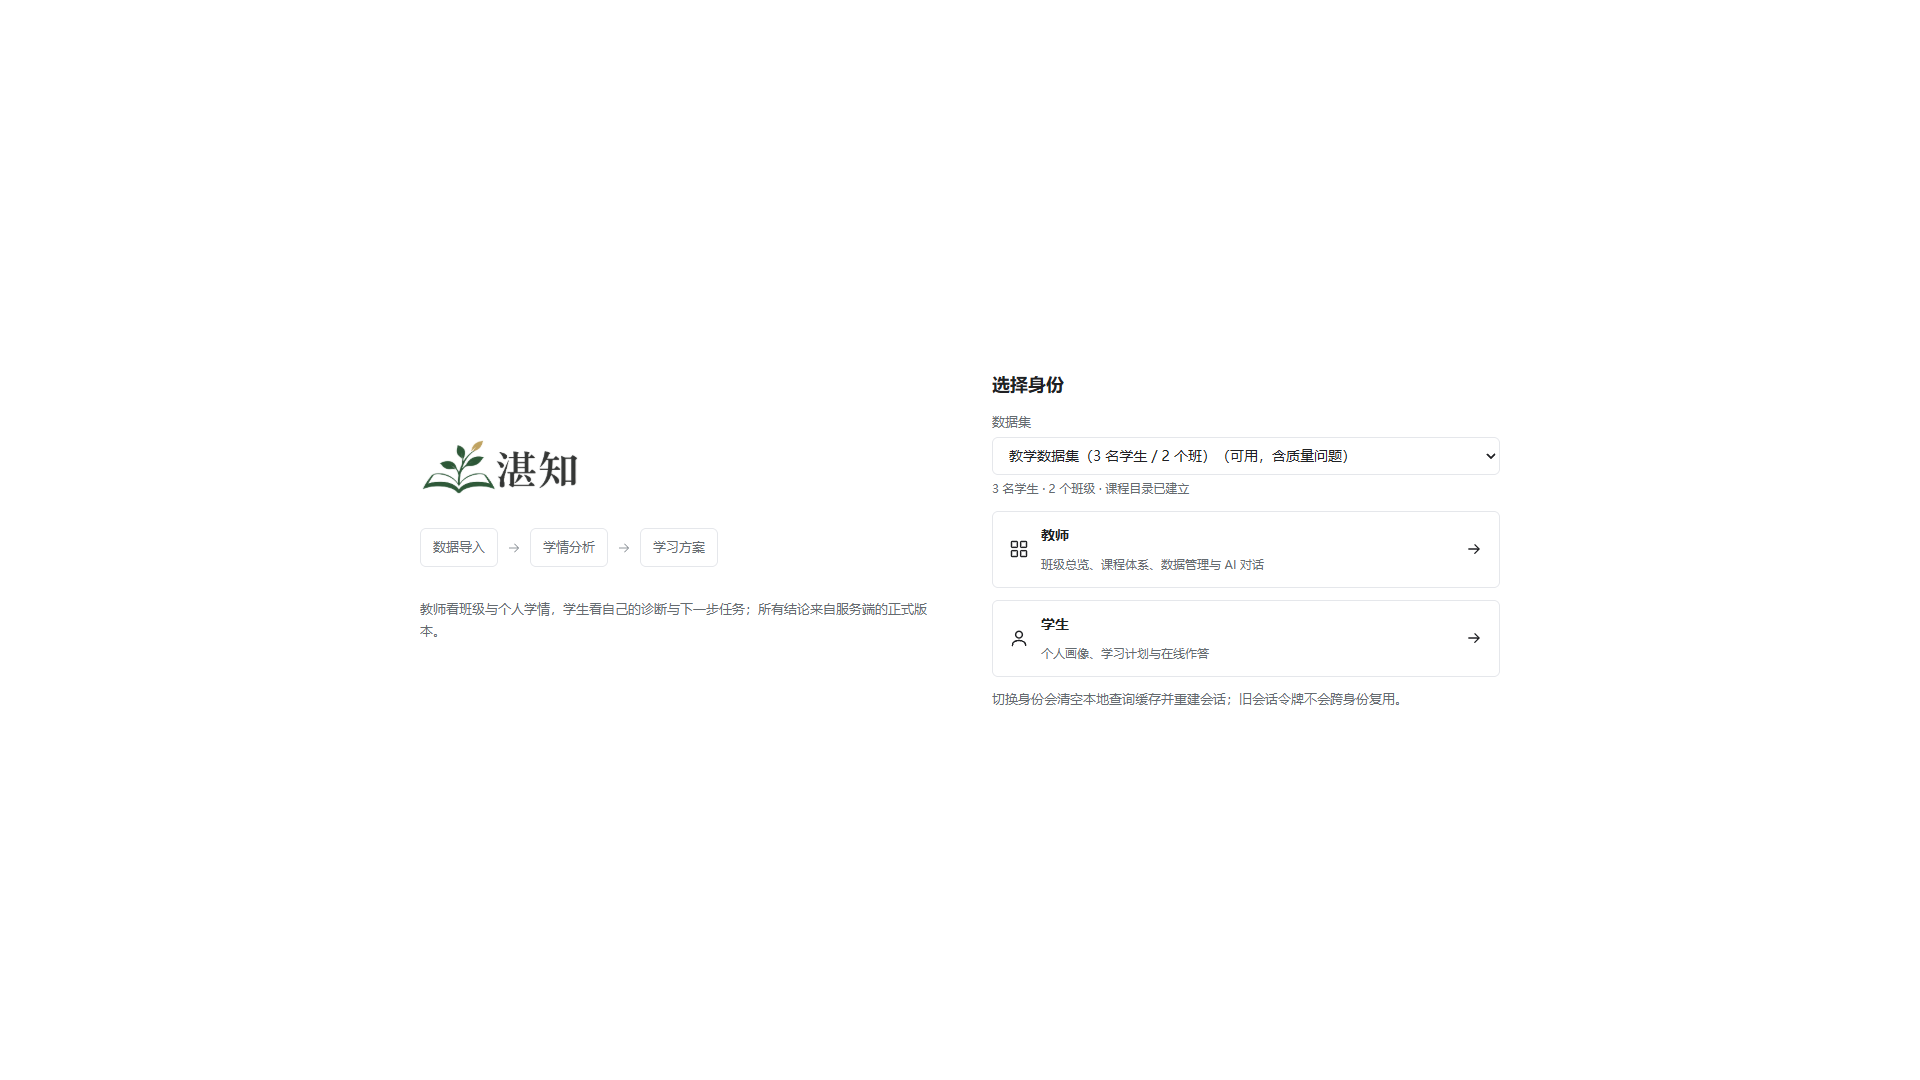 湛知
数据导入
学情分析
学习方案
教师看班级与个人学情，学生看自己的诊断与下一步任务；所有结论来自服务端的正式版
本。
选择身份
数据集
教学数据集（3 名学生 / 2 个班）（可用，含质量问题）
3 名学生 · 2 个班级 · 课程目录已建立
教师
班级总览、课程体系、数据管理与 AI 对话
学生
个人画像、学习计划与在线作答
切换身份会清空本地查询缓存并重建会话；旧会话令牌不会跨身份复用。